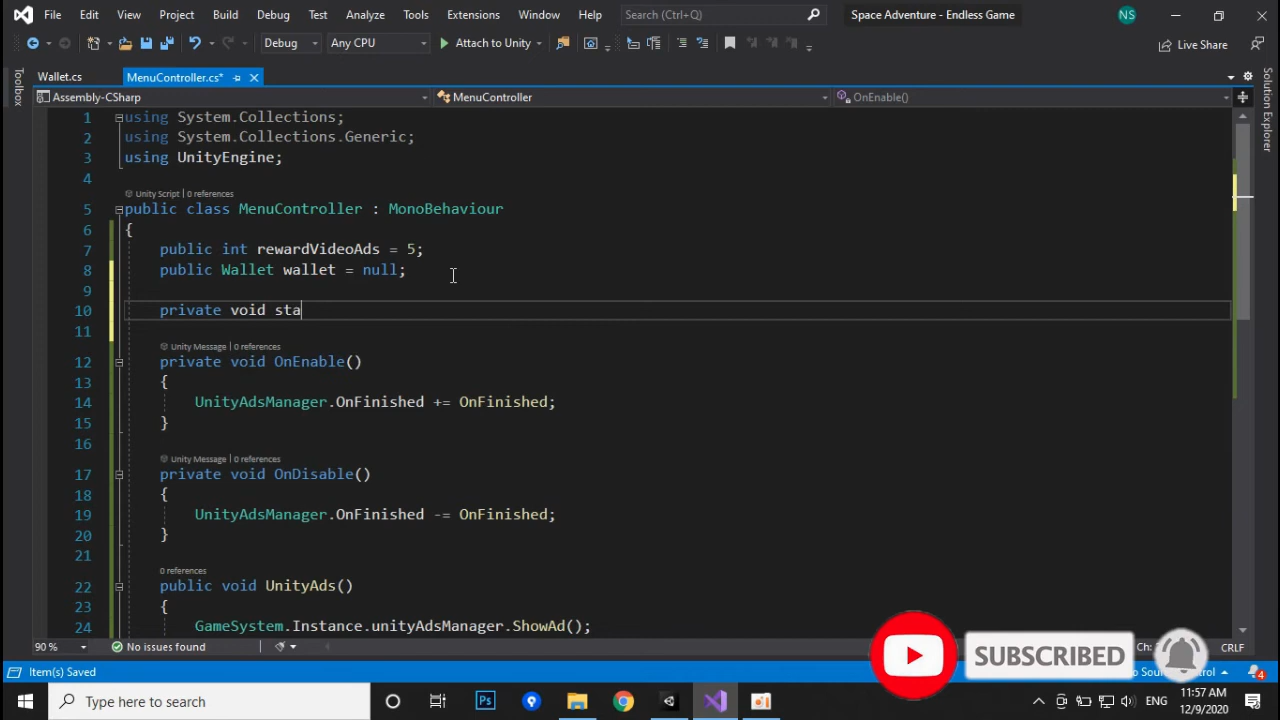 File Edit View Project Build Debug Test Analyze Tools Extensions Window Help Search (Ctrl+Q) Space Adventure - Endless Game NS
Debug Any CPU Attach to Unity Live Share
Wallet.cs MenuController.cs*
Toolbox
Solution Explorer
Assembly-CSharp MenuController OnEnable()
1 using System.Collections;
2 using System.Collections.Generic;
3 using UnityEngine;
4
Unity Script | 0 references
5 public class MenuController : MonoBehaviour
6 {
7 public int rewardVideoAds = 5;
8 public Wallet wallet = null;
9
10 private void sta
11
Unity Message | 0 references
12 private void OnEnable()
13 {
14 UnityAdsManager.OnFinished += OnFinished;
15 }
16
Unity Message | 0 references
17 private void OnDisable()
18 {
19 UnityAdsManager.OnFinished -= OnFinished;
20 }
21
0 references
22 public void UnityAds()
23 {
24 GameSystem.Instance.unityAdsManager.ShowAd();
SUBSCRIBED
90 % No issues found Ch: CRLF
Item(s) Saved 4
Type here to search ENG 11:57 AM
12/9/2020